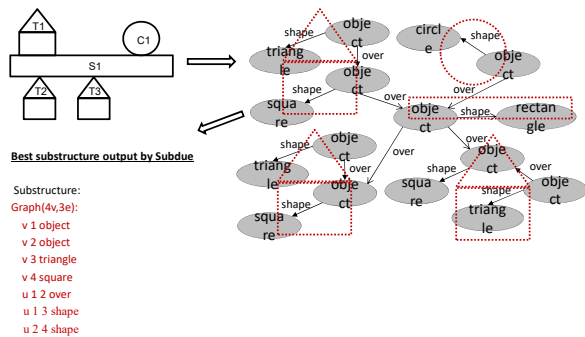 T1
C1
S1
T2
T3
shape
obje
ct
triang
le
over
obje
ct
shape
squa
re
circl
e
shape
obje
ct
over
over
obje
ct
shape
rectan
gle
over
over
shape
obje
ct
triang
le
over
obje
ct
shape
squa
re
obje
ct
shape
squa
re
over
shape
obje
ct
triang
le
Best substructure output by Subdue
Substructure:
Graph(4v,3e):
v 1 object
v 2 object
v 3 triangle
v 4 square
u 1 2 over
u 1 3 shape
u 2 4 shape